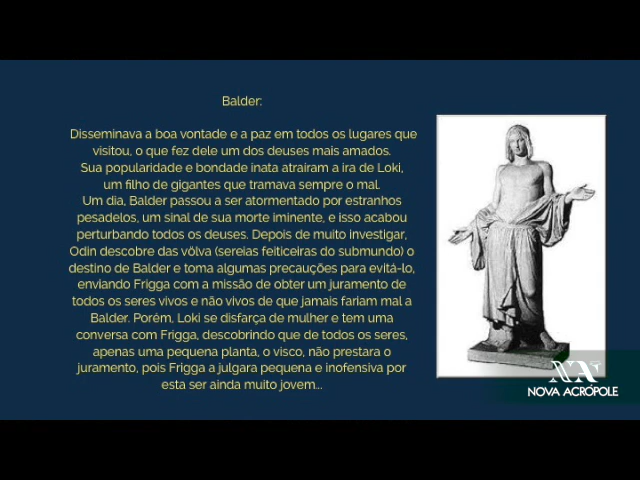 Balder:
Disseminava a boa vontade e a paz em todos os lugares que
visitou, o que fez dele um dos deuses mais amados.
Sua popularidade e bondade inata atraíram a ira de Loki,
um filho de gigantes que tramava sempre o mal.
Um dia, Balder passou a ser atormentado por estranhos
pesadelos, um sinal de sua morte iminente, e isso acabou
perturbando todos os deuses. Depois de muito investigar,
Odin descobre das völva (sereias feiticeiras do submundo) o
destino de Balder e toma algumas precauções para evitá-lo,
enviando Frigga com a missão de obter um juramento de
todos os seres vivos e não vivos de que jamais fariam mal a
Balder. Porém, Loki se disfarça de mulher e tem uma
conversa com Frigga, descobrindo que de todos os seres,
apenas uma pequena planta, o visco, não prestara o
juramento, pois Frigga a julgara pequena e inofensiva por
esta ser ainda muito jovem...
NA
NOVA ACRÓPOLE